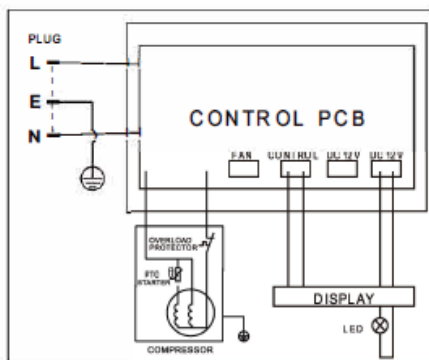 PLUG
L
E
N
CONTROL PCB
FAN
CONTROL
DC 12V
DC 12V
OVERLOAD
PROTECTOR
PTC
STARTER
COMPRESSOR
DISPLAY
LED